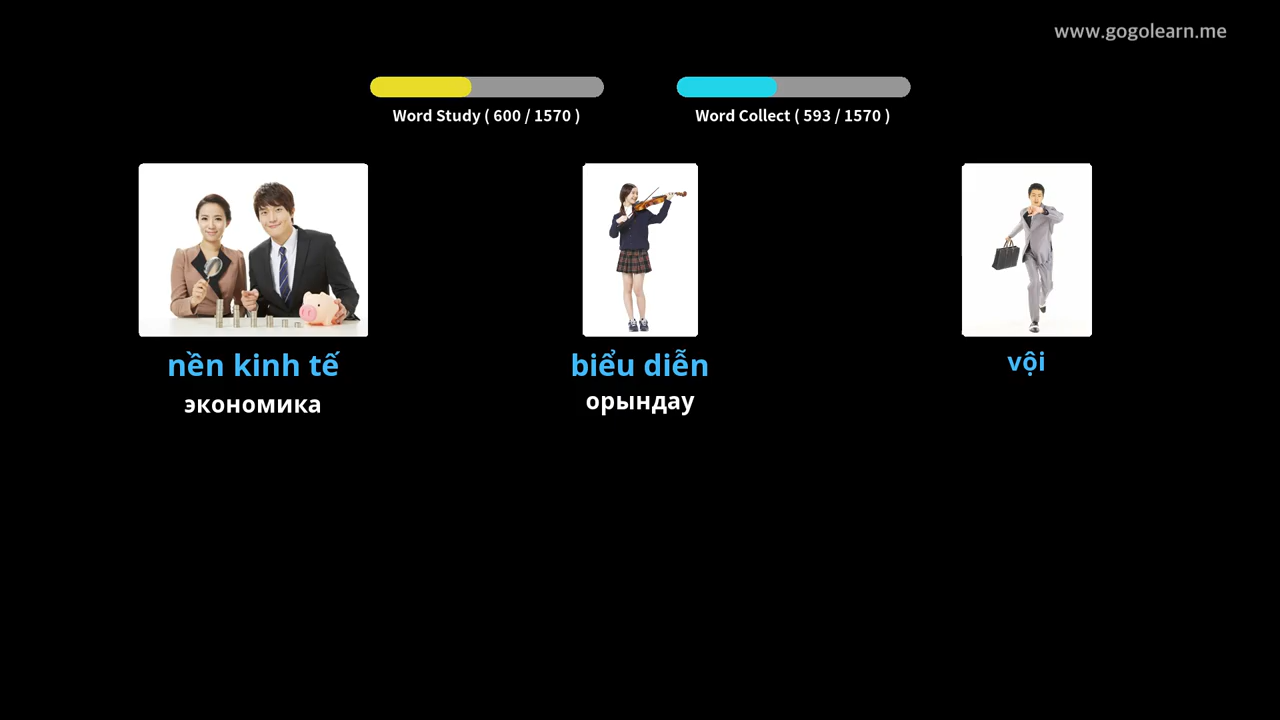 www.gogolearn.me
Word Study ( 600 / 1570 )
Word Collect ( 593 / 1570 )
nền kinh tế
экономика
biểu diễn
орындау
vội